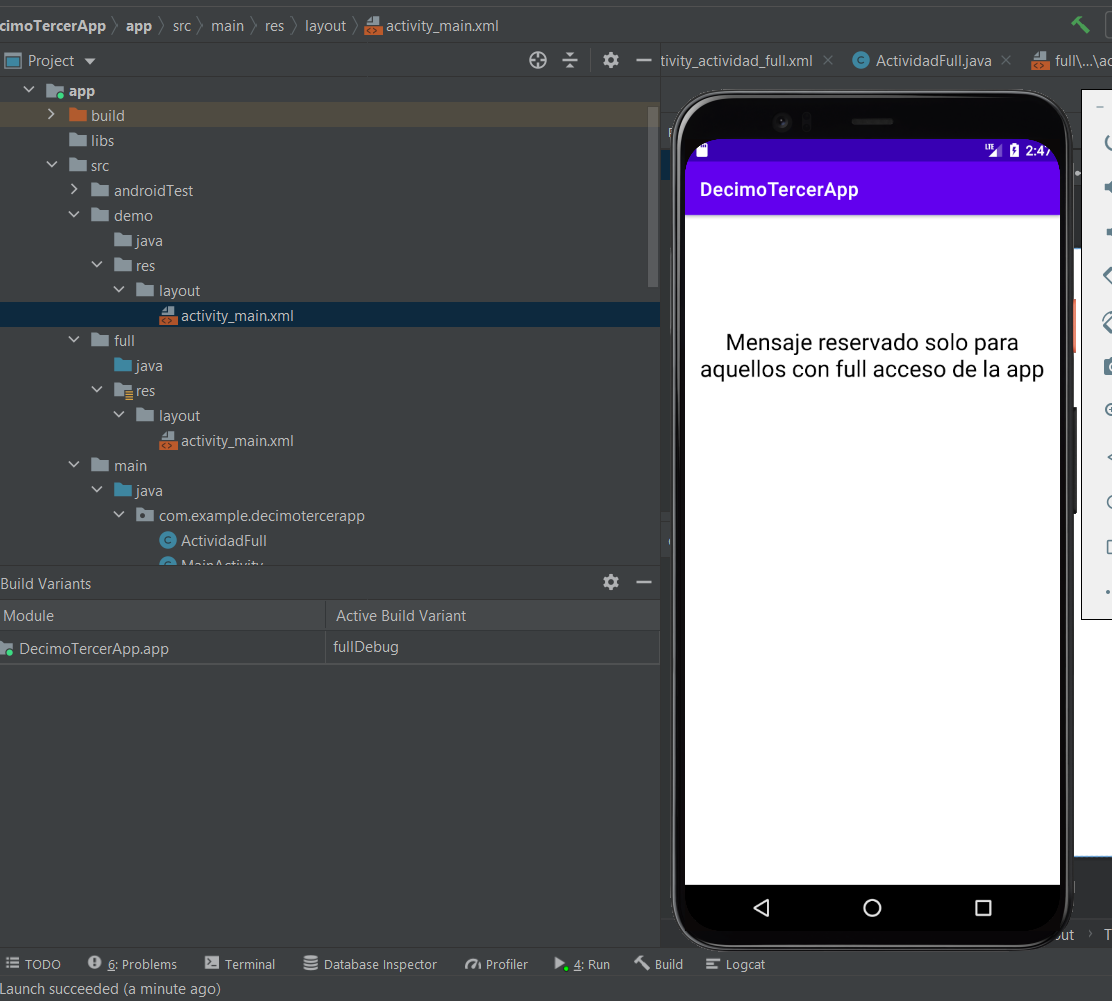 cimoTercerApp app src main res layout activity_main.xml
Project
tivity_actividad_full.xml ActividadFull.java full\...\ac
app
build
libs
src
androidTest
demo
java
res
layout
activity_main.xml
full
java
res
layout
activity_main.xml
main
java
com.example.decimotercerapp
ActividadFull
MainActivity
LTE 2:47
DecimoTercerApp
Mensaje reservado solo para
aquellos con full acceso de la app
Build Variants
Module Active Build Variant
DecimoTercerApp.app fullDebug
out T
TODO 6: Problems Terminal Database Inspector Profiler 4: Run Build Logcat
Launch succeeded (a minute ago)